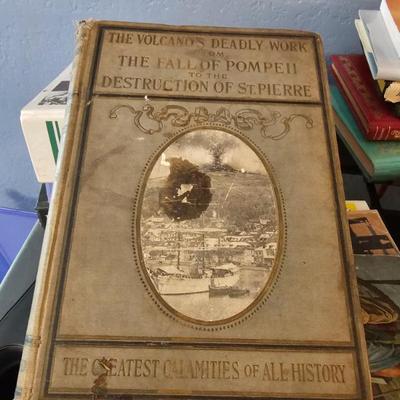 THE VOLCANO'S DEADLY WORK
FROM
THE FALL OF POMPEII
TO THE
DESTRUCTION OF ST. PIERRE
THE GREATEST CALAMITIES OF ALL HISTORY